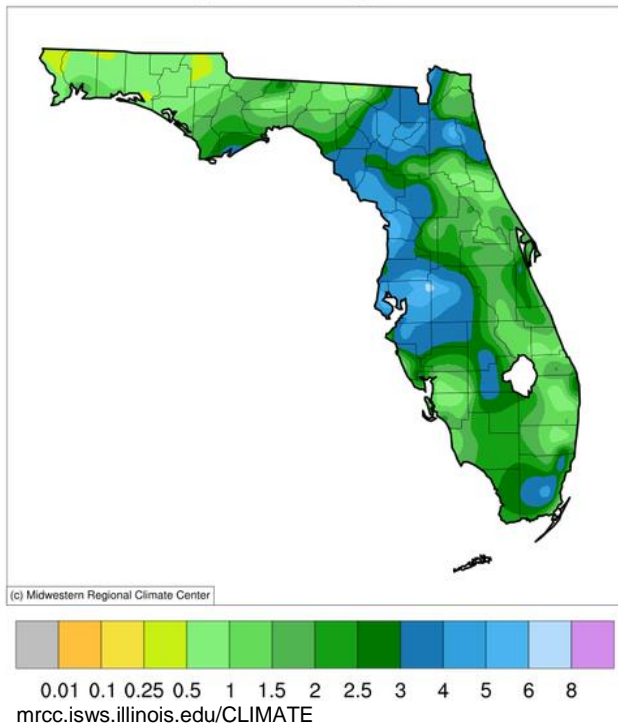 (c) Midwestern Regional Climate Center
0.01 0.1 0.25 0.5 1 1.5 2 2.5 3 4 5 6 8
mrcc.isws.illinois.edu/CLIMATE